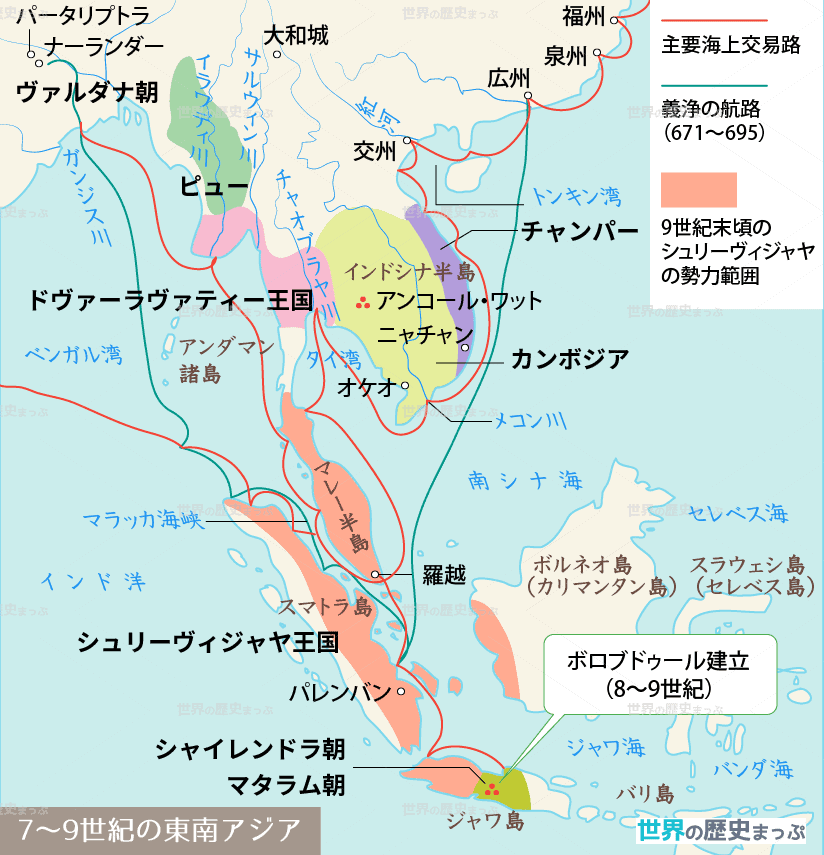 パータリプトラ
ナーランダー
ヴァルダナ朝
大和城
福州
泉州
広州
交州
紅河
イラワディ川
サルウィン川
チャオプラヤ川
ガンジス川
ピュー
トンキン湾
チャンパー
インドシナ半島
ドヴァーラヴァティー王国
アンコール・ワット
ニャチャン
カンボジア
ベンガル湾
アンダマン
諸島
タイ湾
オケオ
メコン川
主要海上交易路
義浄の航路
（671〜695）
9世紀末頃の
シュリーヴィジャヤ
の勢力範囲
南シナ海
マラッカ海峡
マレー半島
セレベス海
インド洋
羅越
ボルネオ島
（カリマンタン島）
スラウェシ島
（セレベス島）
スマトラ島
シュリーヴィジャヤ王国
パレンバン
ボロブドゥール建立
（8〜9世紀）
シャイレンドラ朝
マタラム朝
ジャワ海
バンダ海
バリ島
ジャワ島
7〜9世紀の東南アジア
世界の歴史まっぷ